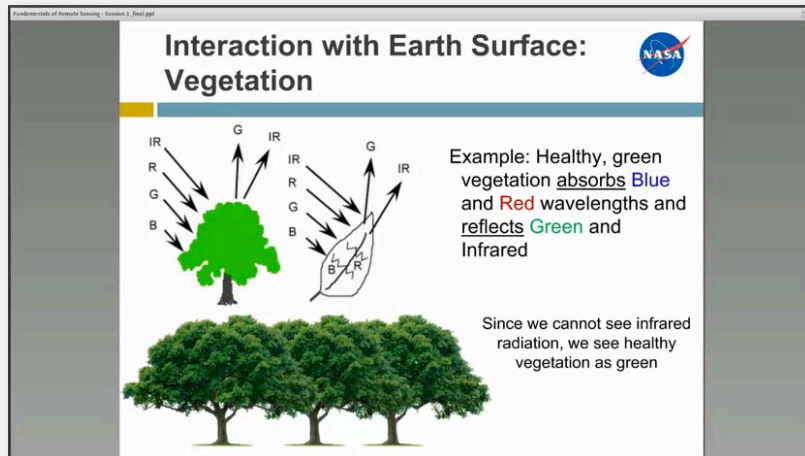 Fundamentals of Remote Sensing - Session 1_final.ppt
Interaction with Earth Surface:
Vegetation
NASA
IR
R
G
B
G
IR
IR
R
G
B
G
IR
B
R
Example: Healthy, green
vegetation absorbs Blue
and Red wavelengths and
reflects Green and
Infrared
Since we cannot see infrared
radiation, we see healthy
vegetation as green